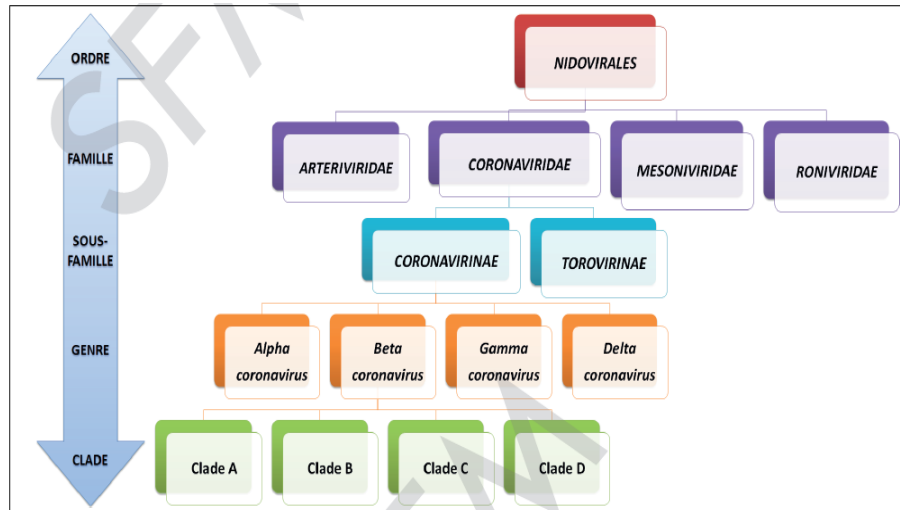 ORDRE
NIDOVIRALES
FAMILLE
ARTERIVIRIDAE
CORONAVIRIDAE
MESONIVIRIDAE
RONIVIRIDAE
SOUS-
FAMILLE
CORONAVIRINAE
TOROVIRINAE
GENRE
Alpha
coronavirus
Beta
coronavirus
Gamma
coronavirus
Delta
coronavirus
CLADE
Clade A
Clade B
Clade C
Clade D